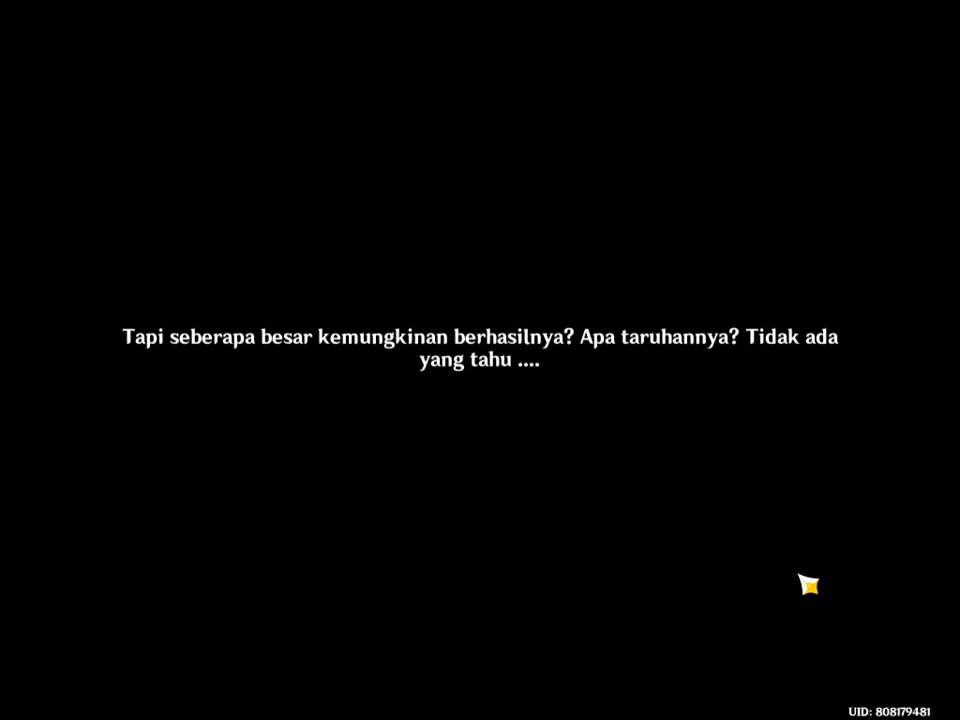 Tapi seberapa besar kemungkinan berhasilnya? Apa taruhannya? Tidak ada
yang tahu ....
UID: 808179481